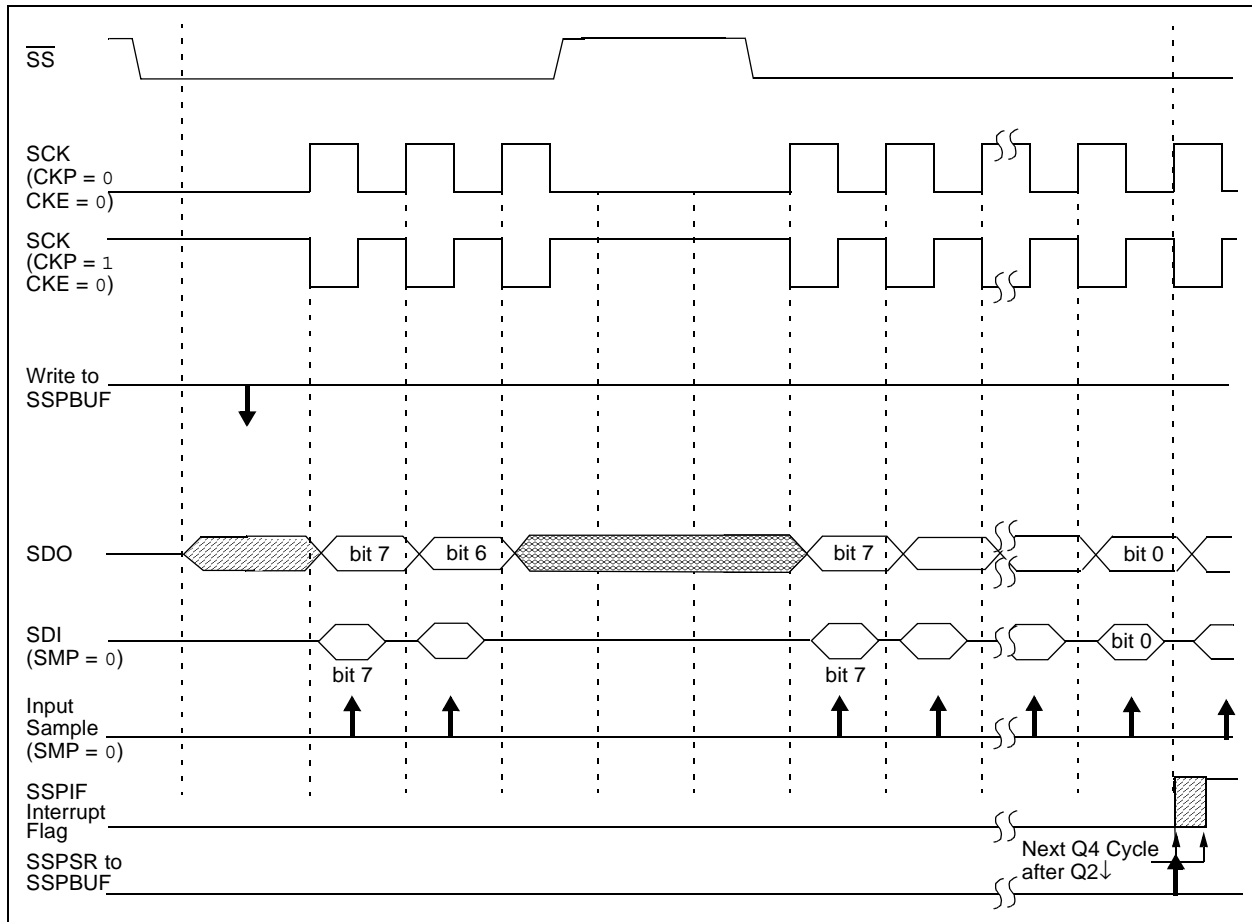 SS
SCK
(CKP = 0
CKE = 0)
SCK
(CKP = 1
CKE = 0)
Write to
SSPBUF
SDO
bit 7
bit 6
bit 7
bit 0
SDI
(SMP = 0)
bit 7
bit 7
bit 0
Input
Sample
(SMP = 0)
SSPIF
Interrupt
Flag
SSPSR to
SSPBUF
Next Q4 Cycle
after Q2↓